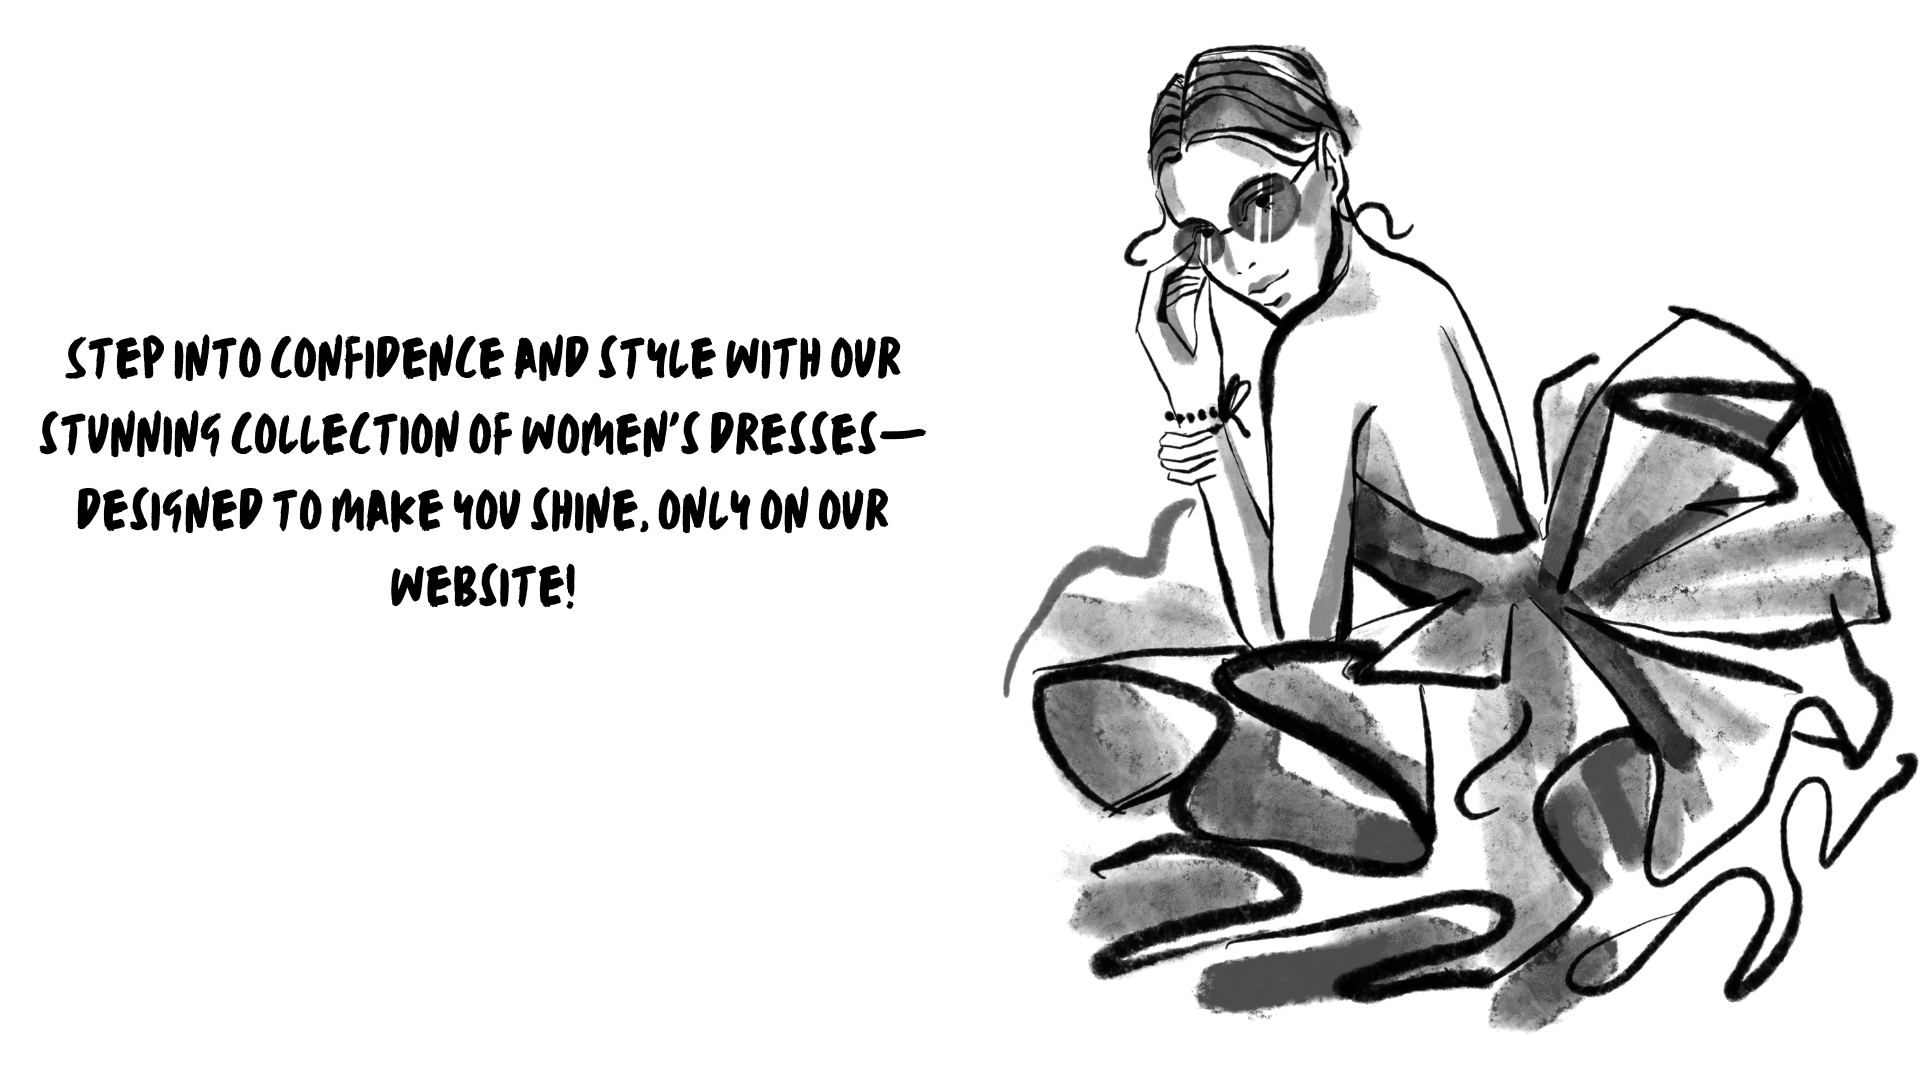 STEP INTO CONFIDENCE AND STYLE WITH OUR
STUNNING COLLECTION OF WOMEN'S DRESSES—
DESIGNED TO MAKE YOU SHINE, ONLY ON OUR
WEBSITE!